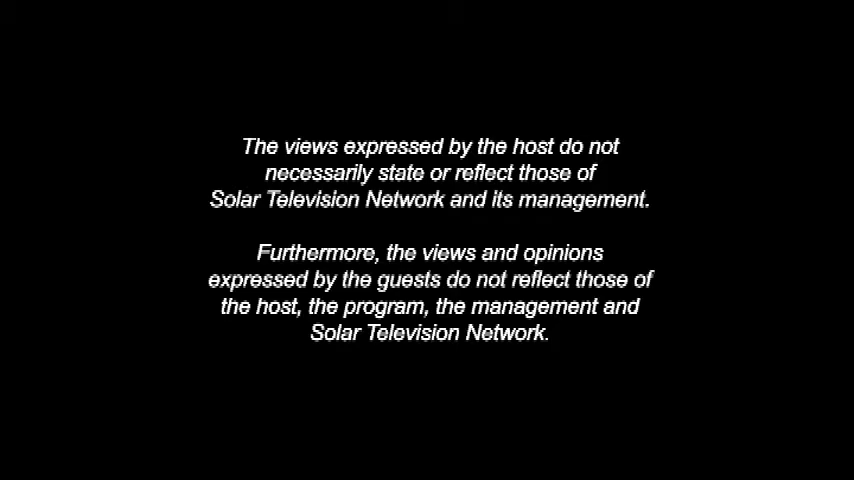 The views expressed by the host do not
necessarily state or reflect those of
Solar Television Network and its management.
Furthermore, the views and opinions
expressed by the guests do not reflect those of
the host, the program, the management and
Solar Television Network.